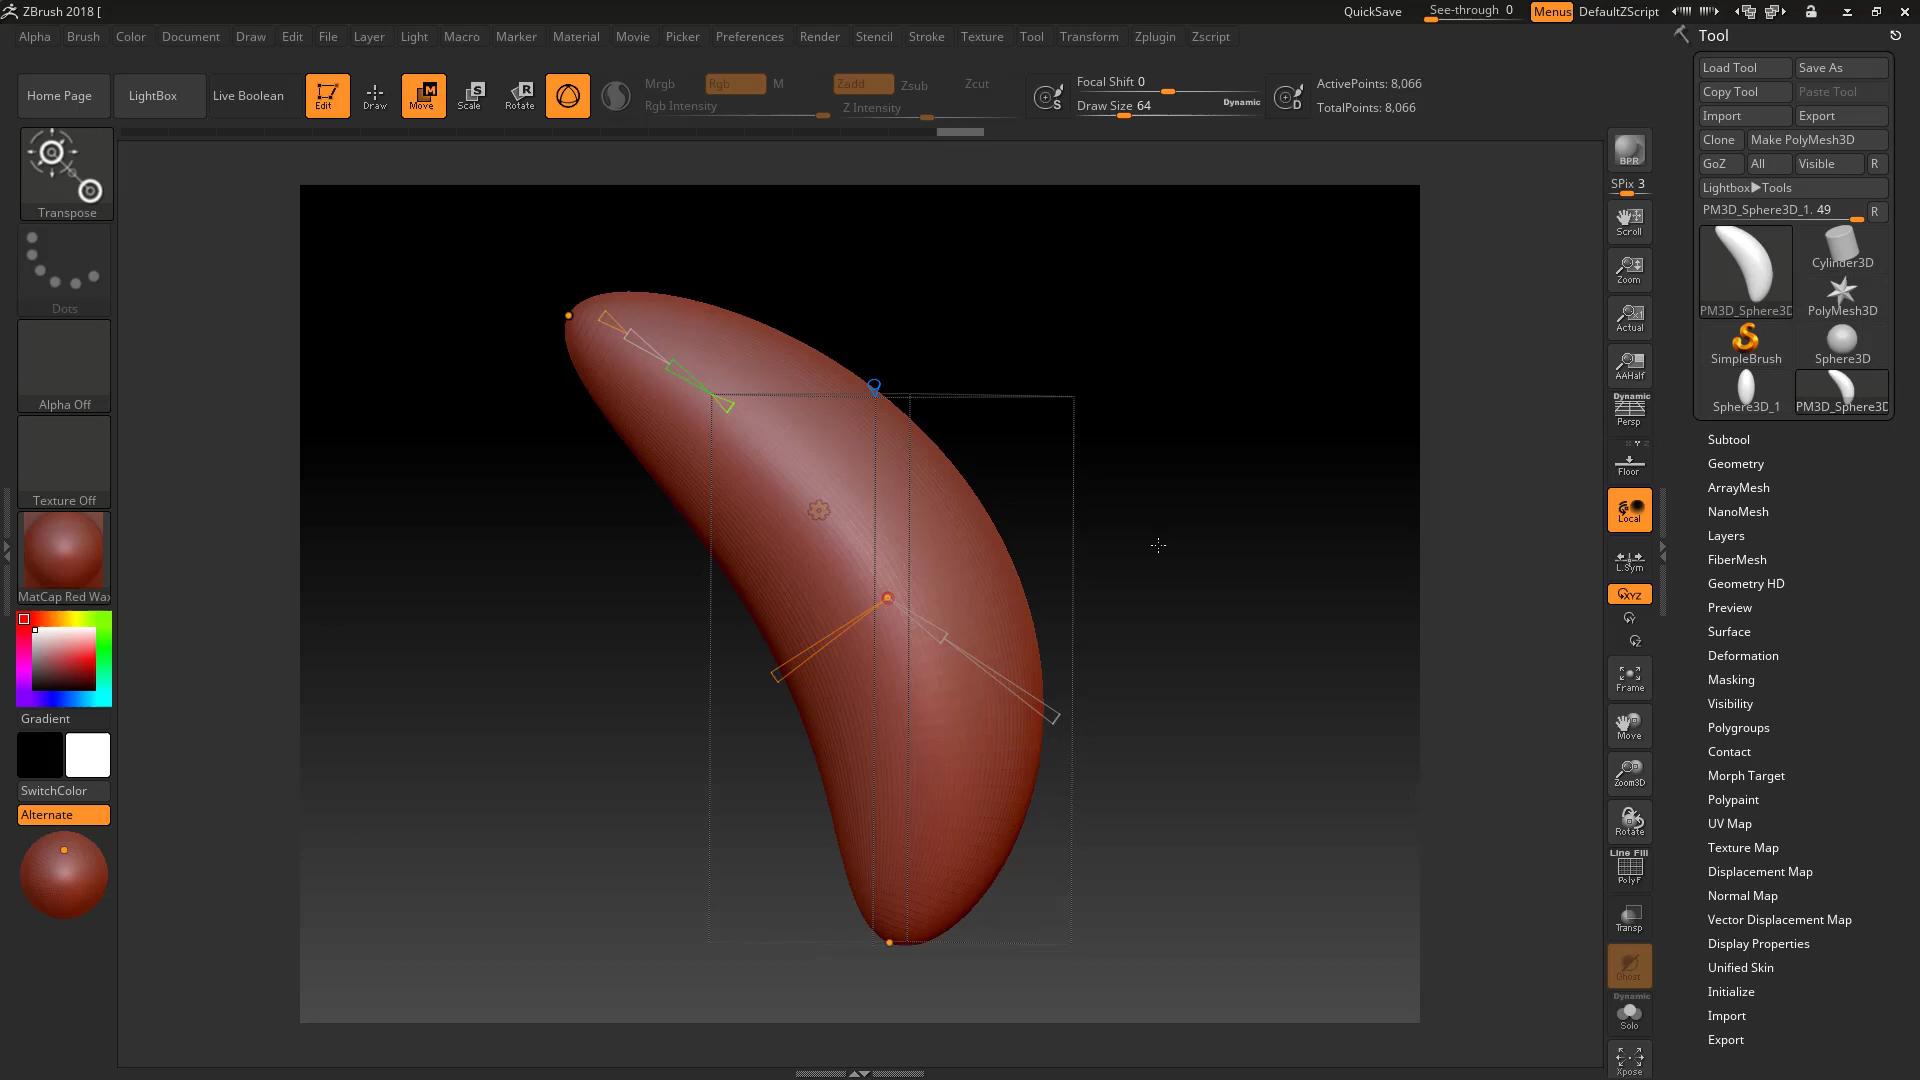 ZBrush 2018 [
QuickSave
See-through 0
Menus
DefaultZScript
Alpha Brush Color Document Draw Edit File Layer Light Macro Marker Material Movie Picker Preferences Render Stencil Stroke Texture Tool Transform Zplugin Zscript
Home Page
LightBox
Live Boolean
Edit
Draw
Move
Scale
Rotate
Mrgb Rgb M
Rgb Intensity
Zadd Zsub Zcut
Z Intensity
S
Focal Shift 0
Draw Size 64
Dynamic
D
ActivePoints: 8,066
TotalPoints: 8,066
Transpose
Dots
Alpha Off
Texture Off
MatCap Red Wax
Gradient
SwitchColor
Alternate
BPR
SPix 3
Scroll
Zoom
Actual
AAHalf
Dynamic
Persp
Floor
Local
L.Sym
XYZ
Y
Z
Frame
Move
Zoom3D
Rotate
Line Fill
PolyF
Transp
Ghost
Dynamic
Solo
Xpose
Tool
Load Tool Save As
Copy Tool Paste Tool
Import Export
Clone Make PolyMesh3D
GoZ All Visible R
Lightbox▶Tools
PM3D_Sphere3D_1. 49 R
PM3D_Sphere3D
Cylinder3D
PolyMesh3D
SimpleBrush
Sphere3D
Sphere3D_1
PM3D_Sphere3D
Subtool
Geometry
ArrayMesh
NanoMesh
Layers
FiberMesh
Geometry HD
Preview
Surface
Deformation
Masking
Visibility
Polygroups
Contact
Morph Target
Polypaint
UV Map
Texture Map
Displacement Map
Normal Map
Vector Displacement Map
Display Properties
Unified Skin
Initialize
Import
Export